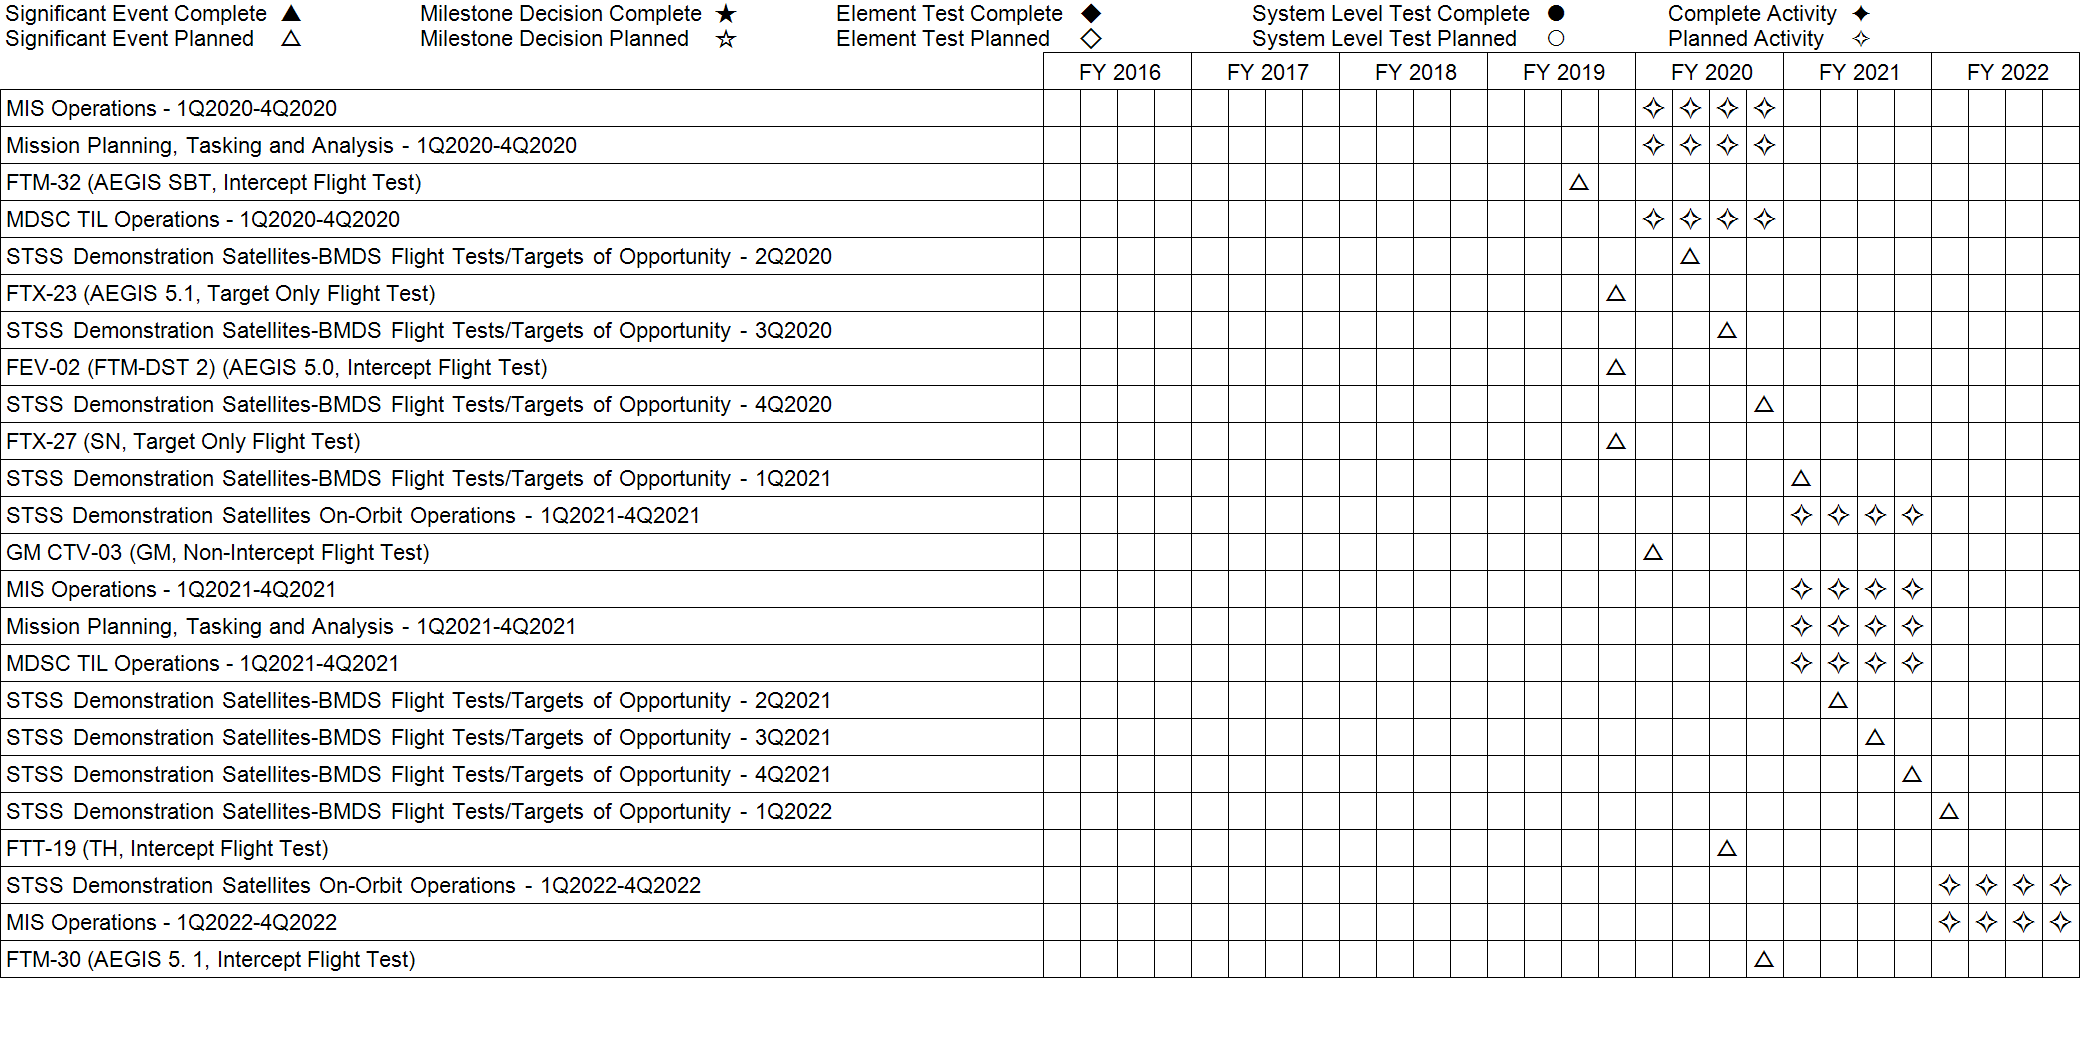 Significant Event Complete ▲ Milestone Decision Complete ★ Element Test Complete ◆ System Level Test Complete ● Complete Activity ✦
Significant Event Planned △ Milestone Decision Planned ☆ Element Test Planned ◇ System Level Test Planned ○ Planned Activity ✧
FY 2016 FY 2017 FY 2018 FY 2019 FY 2020 FY 2021 FY 2022
MIS Operations - 1Q2020-4Q2020
Mission Planning, Tasking and Analysis - 1Q2020-4Q2020
FTM-32 (AEGIS SBT, Intercept Flight Test)
MDSC TIL Operations - 1Q2020-4Q2020
STSS Demonstration Satellites-BMDS Flight Tests/Targets of Opportunity - 2Q2020
FTX-23 (AEGIS 5.1, Target Only Flight Test)
STSS Demonstration Satellites-BMDS Flight Tests/Targets of Opportunity - 3Q2020
FEV-02 (FTM-DST 2) (AEGIS 5.0, Intercept Flight Test)
STSS Demonstration Satellites-BMDS Flight Tests/Targets of Opportunity - 4Q2020
FTX-27 (SN, Target Only Flight Test)
STSS Demonstration Satellites-BMDS Flight Tests/Targets of Opportunity - 1Q2021
STSS Demonstration Satellites On-Orbit Operations - 1Q2021-4Q2021
GM CTV-03 (GM, Non-Intercept Flight Test)
MIS Operations - 1Q2021-4Q2021
Mission Planning, Tasking and Analysis - 1Q2021-4Q2021
MDSC TIL Operations - 1Q2021-4Q2021
STSS Demonstration Satellites-BMDS Flight Tests/Targets of Opportunity - 2Q2021
STSS Demonstration Satellites-BMDS Flight Tests/Targets of Opportunity - 3Q2021
STSS Demonstration Satellites-BMDS Flight Tests/Targets of Opportunity - 4Q2021
STSS Demonstration Satellites-BMDS Flight Tests/Targets of Opportunity - 1Q2022
FTT-19 (TH, Intercept Flight Test)
STSS Demonstration Satellites On-Orbit Operations - 1Q2022-4Q2022
MIS Operations - 1Q2022-4Q2022
FTM-30 (AEGIS 5. 1, Intercept Flight Test)